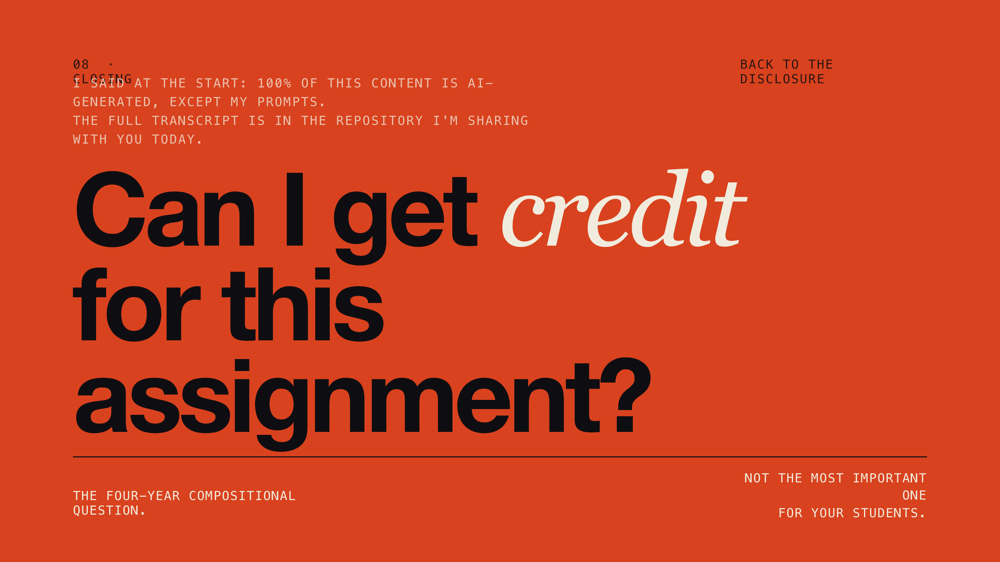 08 ·
CLOSING
BACK TO THE
DISCLOSURE
I SAID AT THE START: 100% OF THIS CONTENT IS AI-
GENERATED, EXCEPT MY PROMPTS.
THE FULL TRANSCRIPT IS IN THE REPOSITORY I'M SHARING
WITH YOU TODAY.
Can I get credit
for this
assignment?
THE FOUR-YEAR COMPOSITIONAL
QUESTION.
NOT THE MOST IMPORTANT
ONE
FOR YOUR STUDENTS.